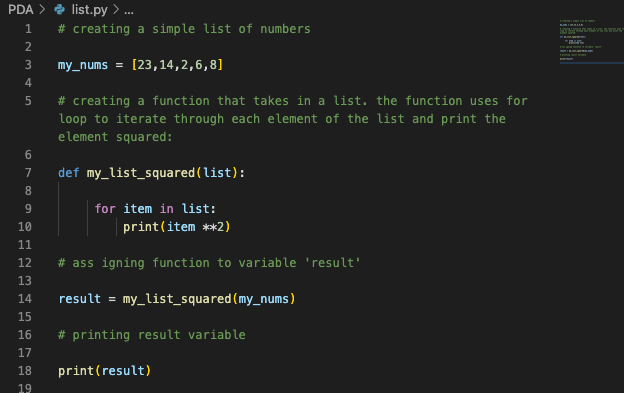 PDA > list.py > ...
1 # creating a simple list of numbers
2
3 my_nums = [23,14,2,6,8]
4
5 # creating a function that takes in a list. the function uses for
loop to iterate through each element of the list and print the
element squared:
6
7 def my_list_squared(list):
8
9 for item in list:
10 print(item **2)
11
12 # ass igning function to variable 'result'
13
14 result = my_list_squared(my_nums)
15
16 # printing result variable
17
18 print(result)
19